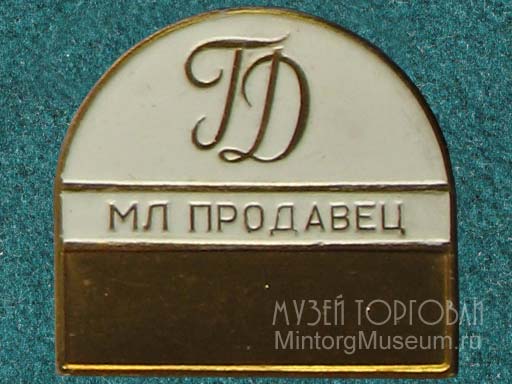 ГД
МЛ ПРОДАВЕЦ
МУЗЕЙ ТОРГОВЛИ
MintorgMuseum.ru